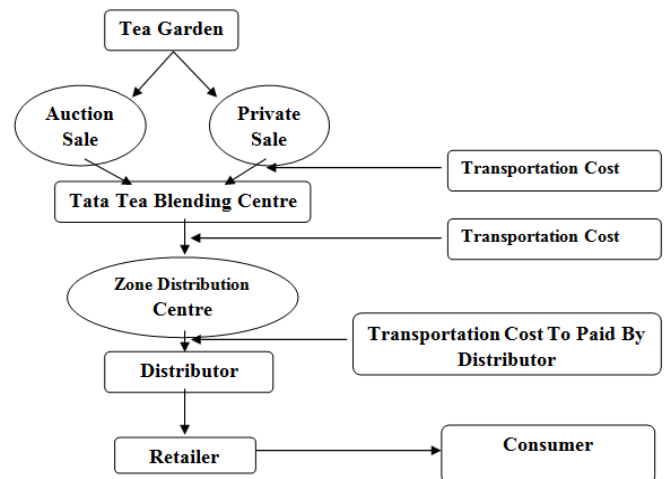 Tea Garden
Auction
Sale
Private
Sale
Transportation Cost
Tata Tea Blending Centre
Transportation Cost
Zone Distribution
Centre
Transportation Cost To Paid By
Distributor
Distributor
Retailer
Consumer